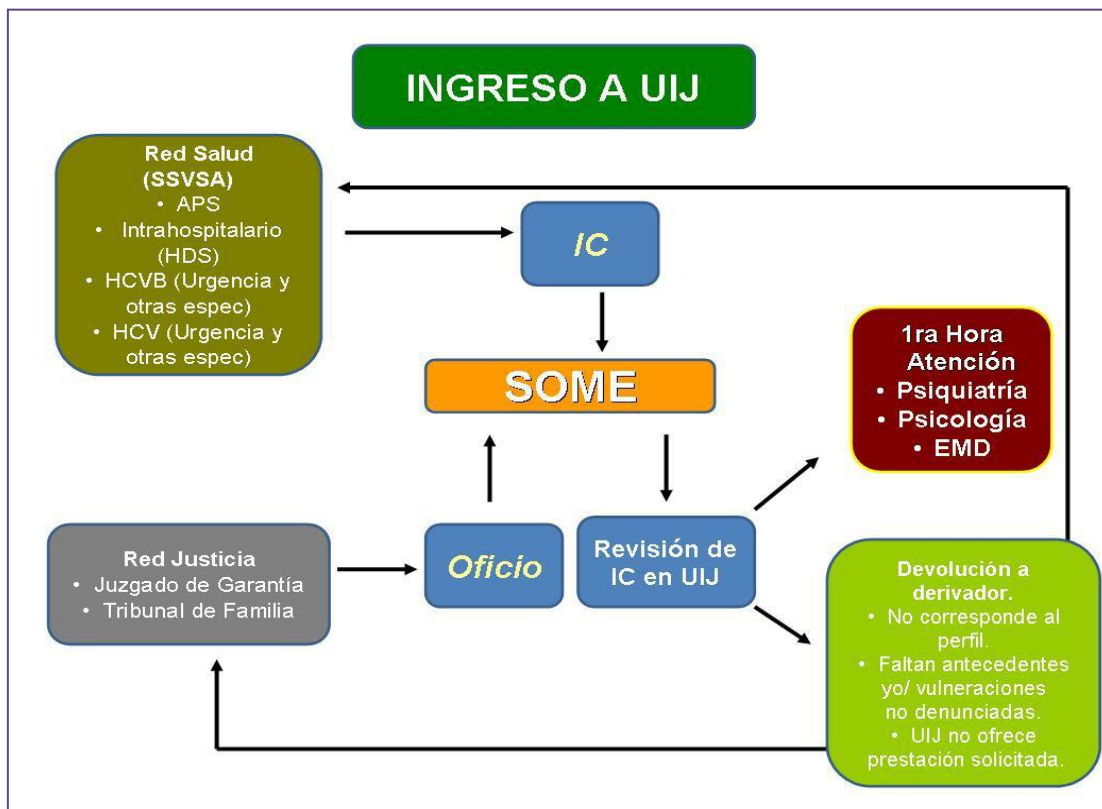 INGRESO A UIJ
Red Salud
(SSVSA)
• APS
• Intrahospitalario
(HDS)
• HCVB (Urgencia y
otras espec)
• HCV (Urgencia y
otras espec)
IC
SOME
1ra Hora
Atención
• Psiquiatría
• Psicología
• EMD
Red Justicia
• Juzgado de Garantía
• Tribunal de Familia
Oficio
Revisión de
IC en UIJ
Devolución a
derivador.
• No corresponde al
perfil.
• Faltan antecedentes
yo/ vulneraciones
no denunciadas.
• UIJ no ofrece
prestación solicitada.